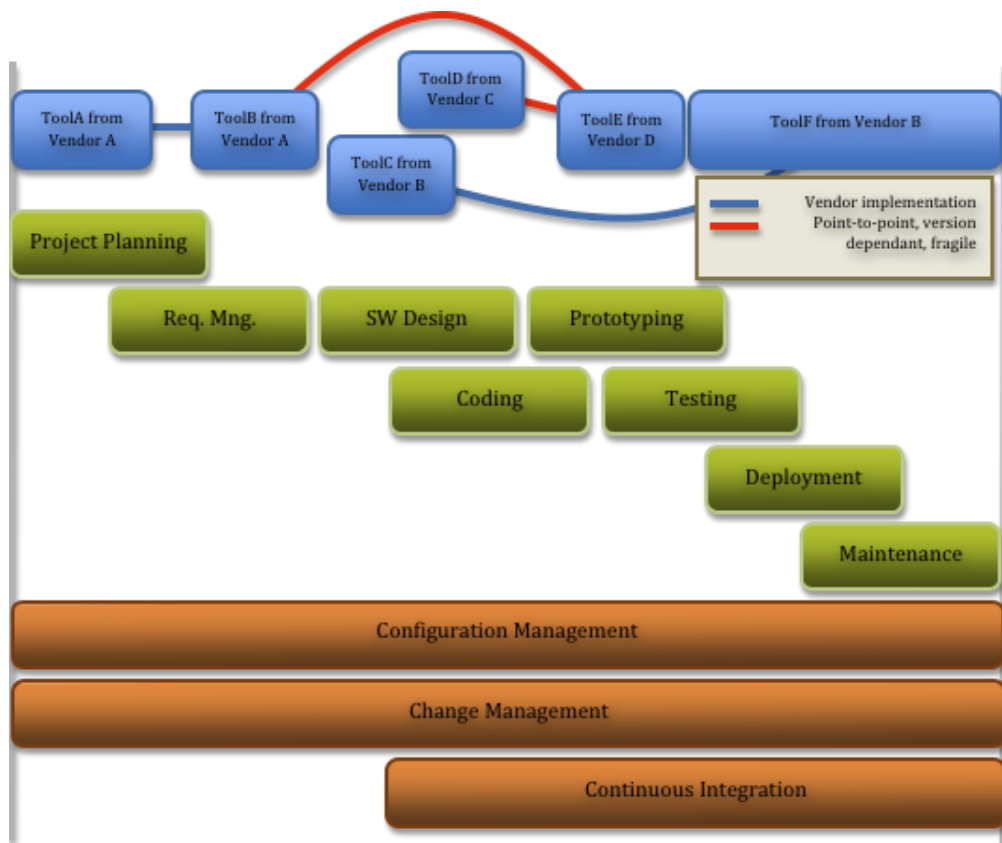 ToolA from
Vendor A
ToolB from
Vendor A
ToolD from
Vendor C
ToolC from
Vendor B
ToolE from
Vendor D
ToolF from Vendor B
Vendor implementation
Point-to-point, version
dependant, fragile
Project Planning
Req. Mng.
SW Design
Prototyping
Coding
Testing
Deployment
Maintenance
Configuration Management
Change Management
Continuous Integration